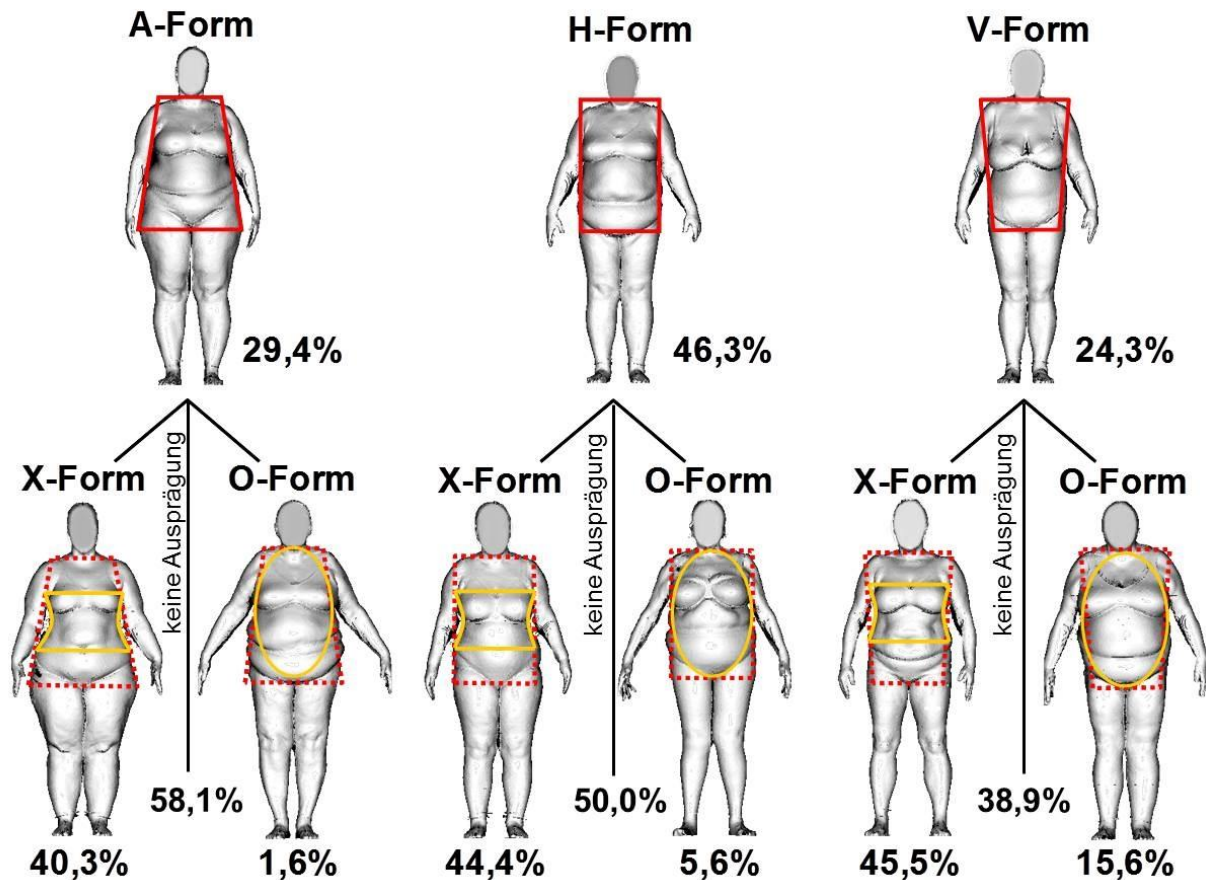 A-Form
H-Form
V-Form
29,4%
46,3%
24,3%
X-Form
keine Ausprägung
O-Form
X-Form
keine Ausprägung
O-Form
X-Form
keine Ausprägung
O-Form
58,1%
50,0%
38,9%
40,3%
1,6%
44,4%
5,6%
45,5%
15,6%